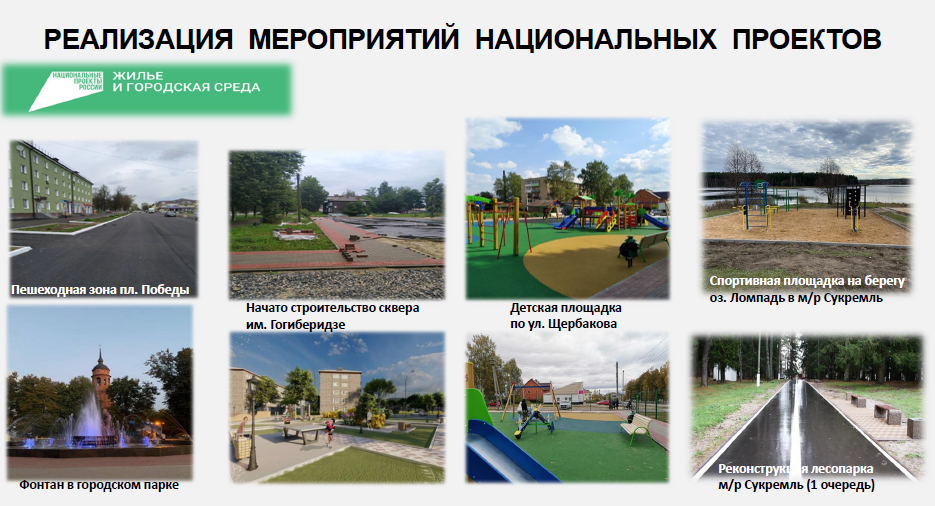 РЕАЛИЗАЦИЯ МЕРОПРИЯТИЙ НАЦИОНАЛЬНЫХ ПРОЕКТОВ
НАЦИОНАЛЬНЫЕ
ПРОЕКТЫ
РОССИИ
ЖИЛЬЕ
И ГОРОДСКАЯ СРЕДА
Пешеходная зона пл. Победы
Начато строительство сквера
им. Гогиберидзе
Детская площадка
по ул. Щербакова
Спортивная площадка на берегу
оз. Ломпадь в м/р Сукремль
Фонтан в городском парке
Реконструкция лесопарка
м/р Сукремль (1 очередь)